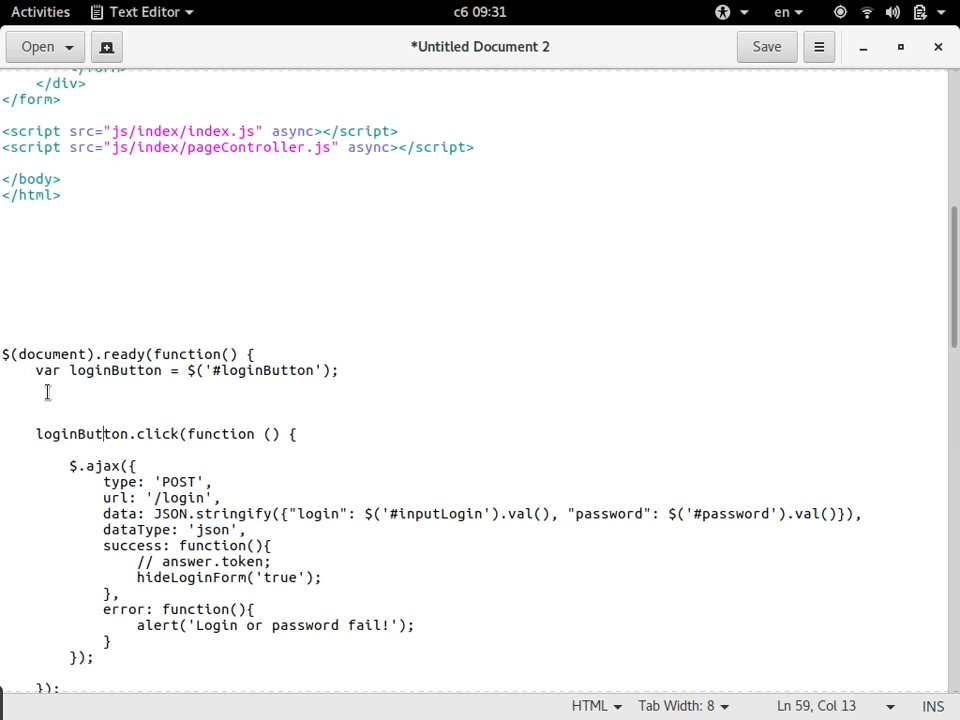 Activities Text Editor сб 09:31 en
Open *Untitled Document 2 Save
</div>
</form>
<script src="js/index/index.js" async></script>
<script src="js/index/pageController.js" async></script>
</body>
</html>
$(document).ready(function() {
var loginButton = $('#loginButton');
loginButton.click(function () {
$.ajax({
type: 'POST',
url: '/login',
data: JSON.stringify({"login": $('#inputLogin').val(), "password": $('#password').val()}),
dataType: 'json',
success: function(){
// answer.token;
hideLoginForm('true');
},
error: function(){
alert('Login or password fail!');
}
});
});
HTML Tab Width: 8 Ln 59, Col 13 INS